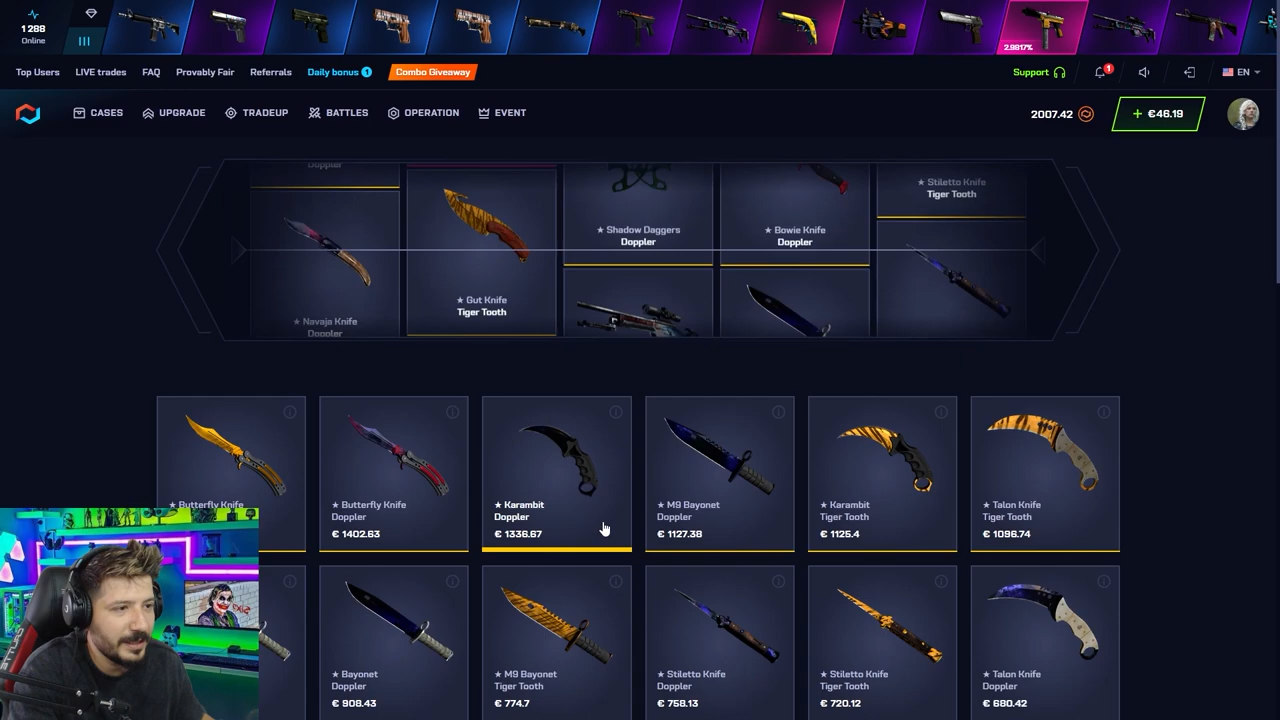 1 288
Online
2.9817%
Top Users LIVE trades FAQ Provably Fair Referrals Daily bonus 1 Combo Giveaway Support 1 EN
CASES UPGRADE TRADEUP BATTLES OPERATION EVENT 2007.42 + €46.19
Doppler
★ Stiletto Knife
Tiger Tooth
★ Shadow Daggers
Doppler
★ Bowie Knife
Doppler
★ Gut Knife
Tiger Tooth
★ Navaja Knife
Doppler
★ Butterfly Knife
★ Butterfly Knife
Doppler
€ 1402.63
★ Karambit
Doppler
€ 1336.67
★ M9 Bayonet
Doppler
€ 1127.38
★ Karambit
Tiger Tooth
€ 1125.4
★ Talon Knife
Tiger Tooth
€ 1096.74
★ Bayonet
Doppler
€ 908.43
★ M9 Bayonet
Tiger Tooth
€ 774.7
★ Stiletto Knife
Doppler
€ 758.13
★ Stiletto Knife
Tiger Tooth
€ 720.12
★ Talon Knife
Doppler
€ 680.42